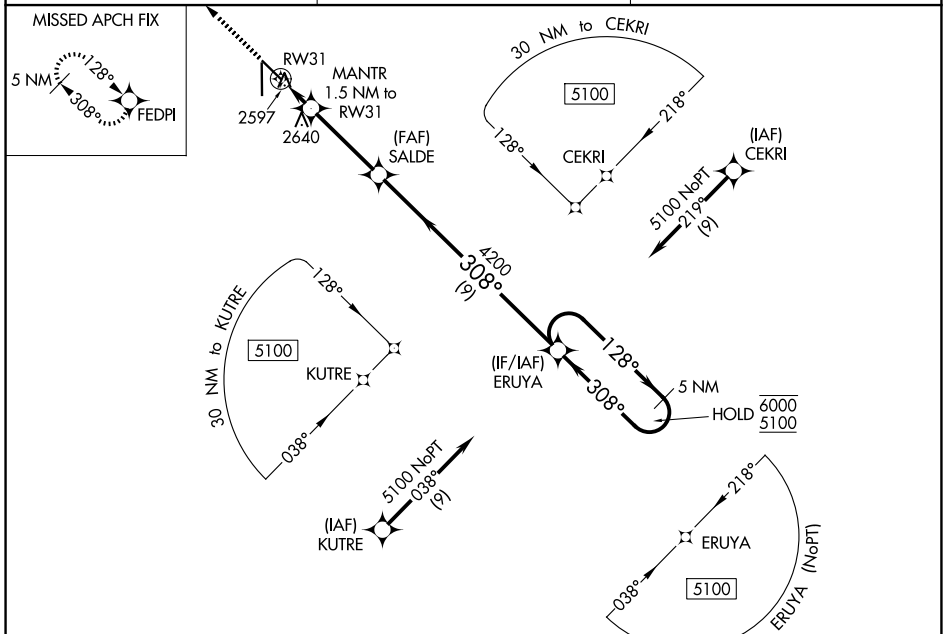 MISSED APCH FIX
5 NM
128°
308°
FEDPI
RW31
MANTR
1.5 NM to
RW31
2597
2640
(FAF)
SALDE
30 NM to CEKRI
5100
128°
218°
CEKRI
(IAF)
CEKRI
5100 NoPT
219°
(9)
4200
308°
(9)
30 NM to KUTRE
128°
5100
KUTRE
038°
(IF/IAF)
ERUYA
128°
308°
5 NM
HOLD
6000
5100
5100 NoPT
038°
(9)
(IAF)
KUTRE
218°
ERUYA
038°
5100
ERUYA (NoPT)